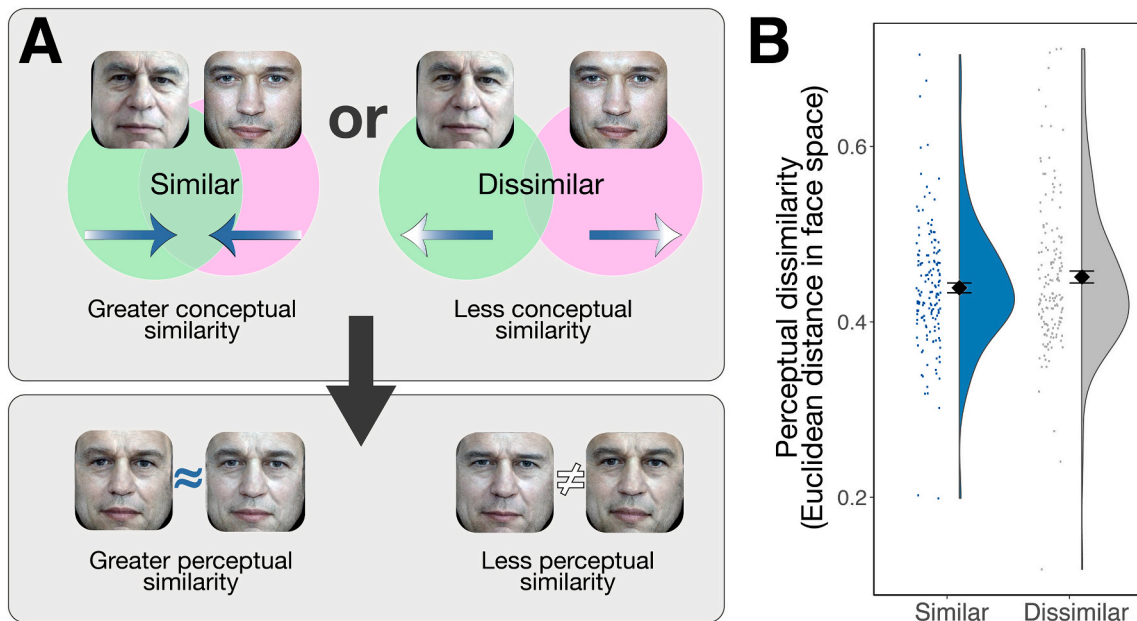 A
or
Similar
Dissimilar
Greater conceptual
similarity
Less conceptual
similarity
≈
≠
Greater perceptual
similarity
Less perceptual
similarity
B
Perceptual dissimilarity
(Euclidean distance in face space)
0.6
0.4
0.2
Similar
Dissimilar